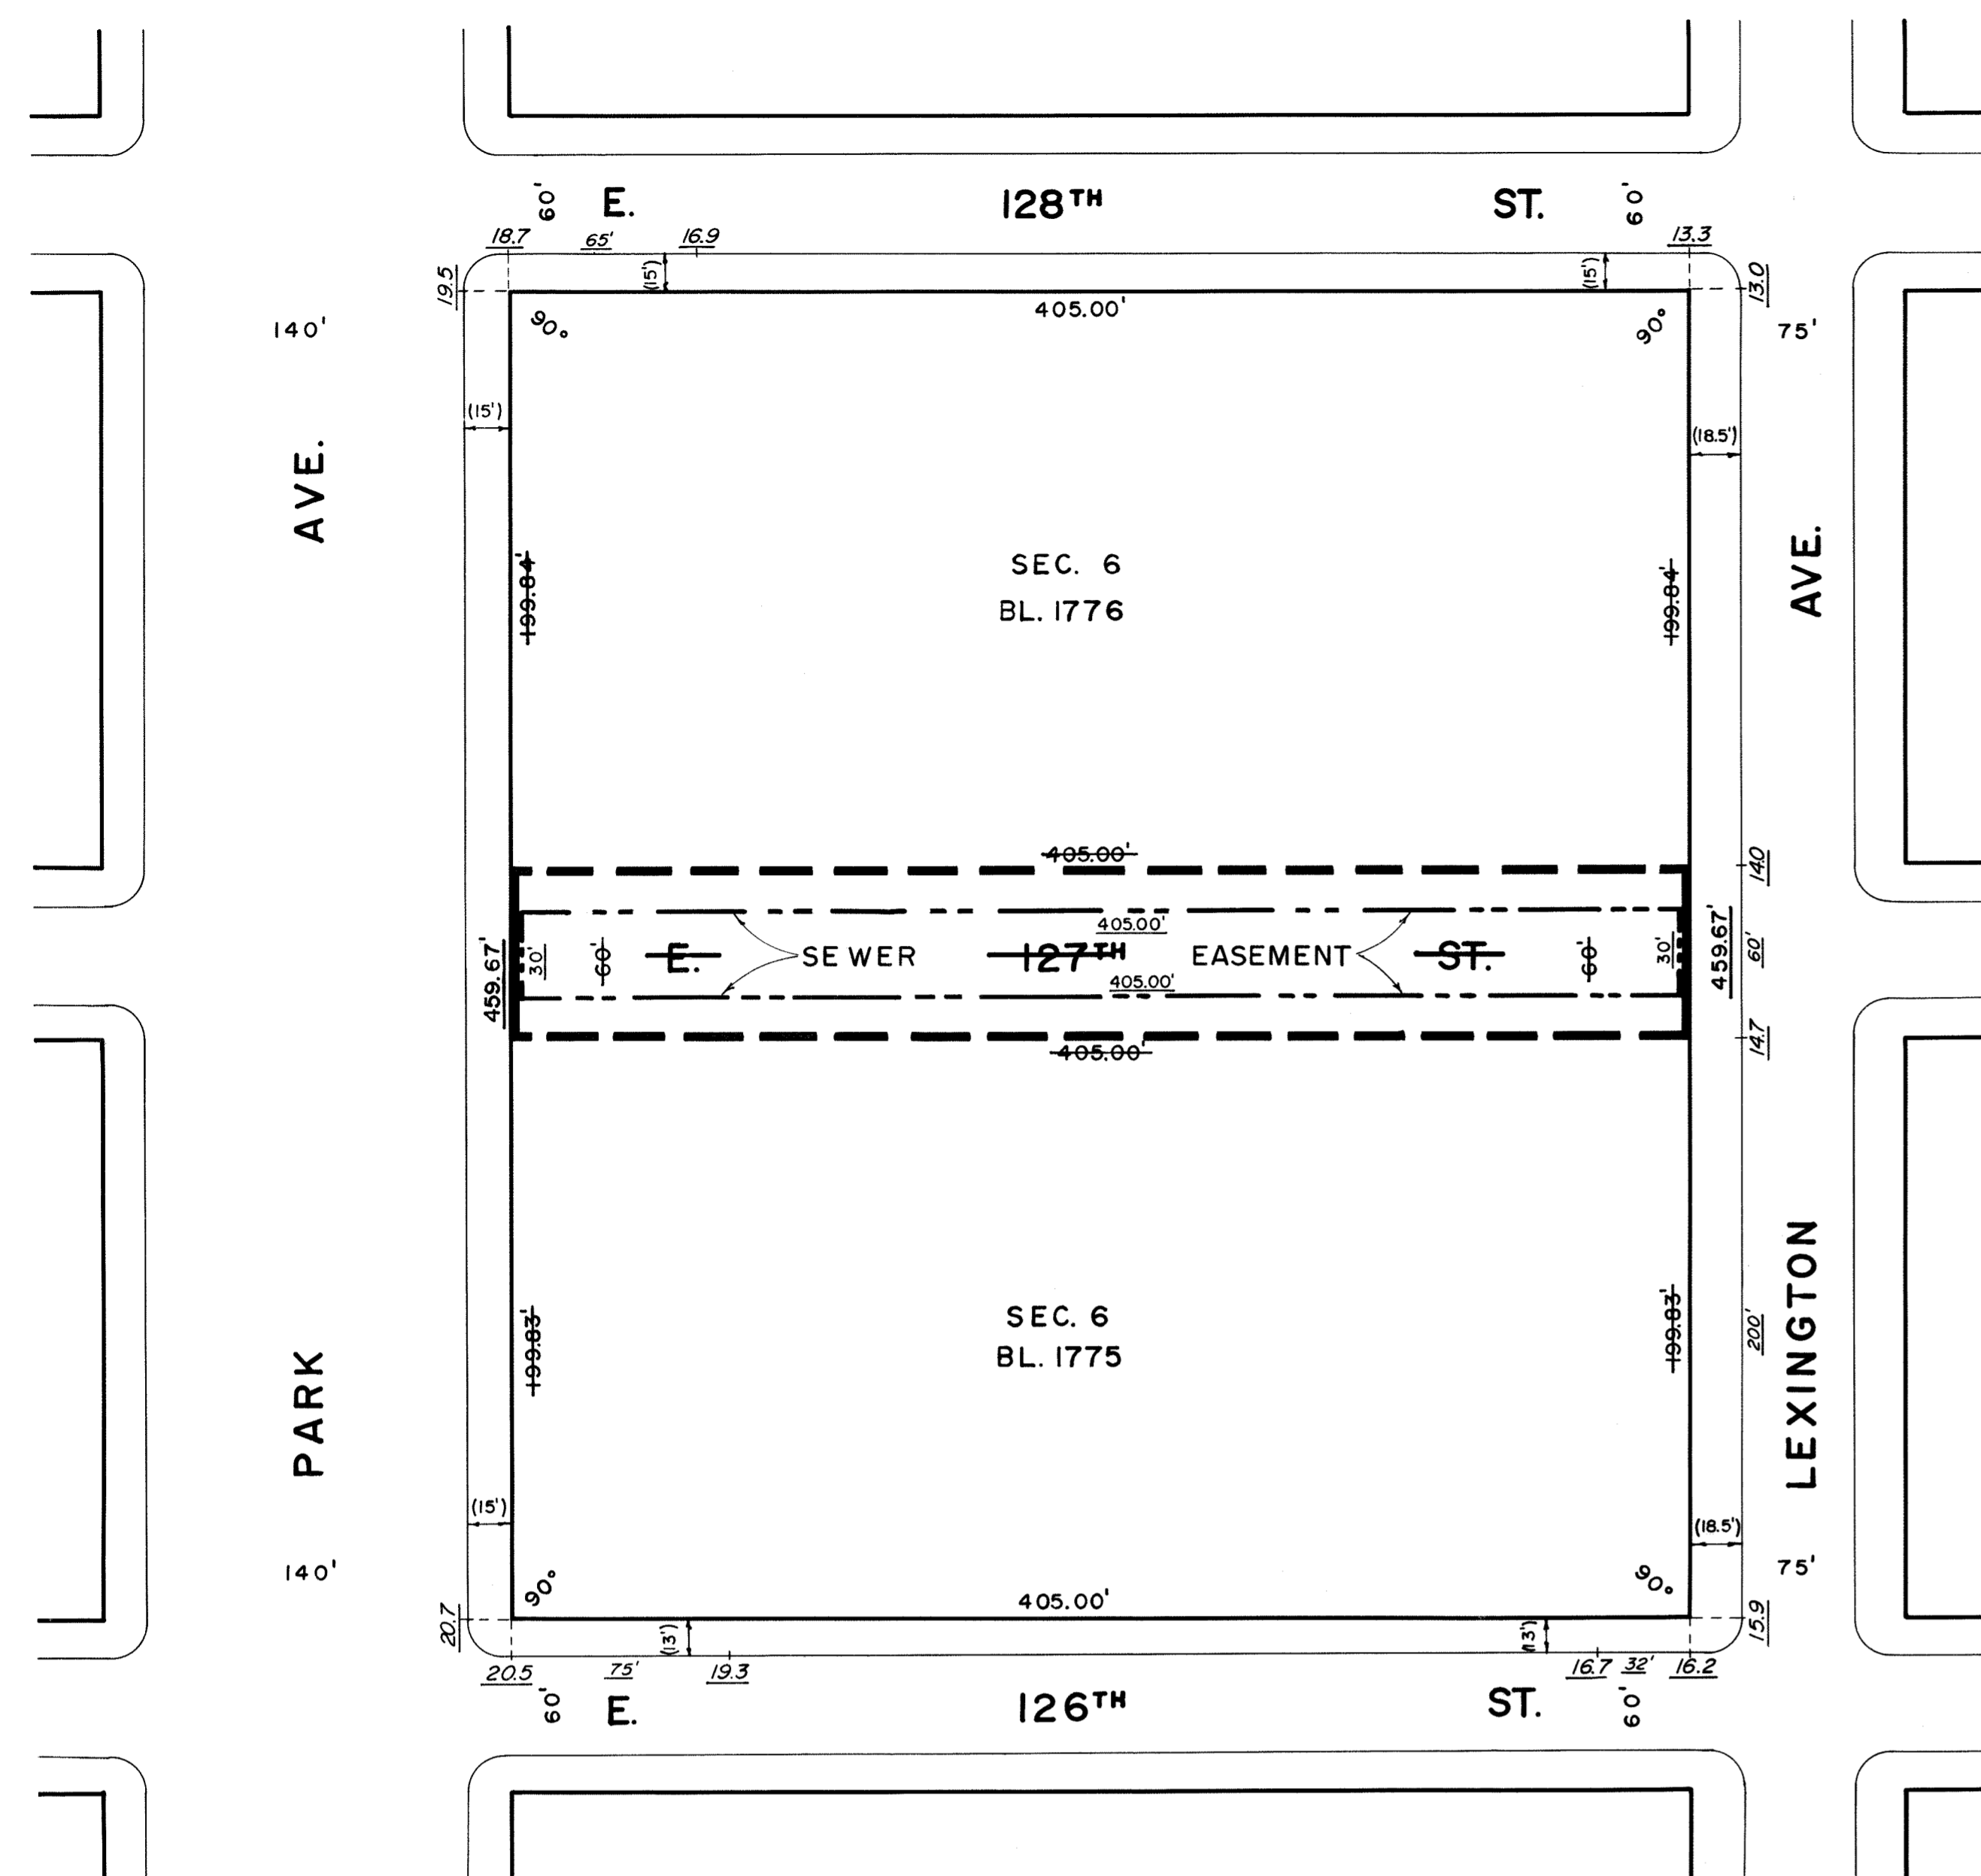 60' E. 128TH ST. 60'
18.7 65' 16.9 13.3
19.5 (15') (15') 13.0
405.00'
90° 90°
140' 75'
(15') (18.5')
AVE. AVE.
199.84' 199.84'
SEC. 6
BL. 1776
405.00'
14.0
405.00'
459.67' 30' 60' E. SEWER 127TH EASEMENT ST. 60' 30' 459.67' 60'
405.00'
14.7
405.00'
SEC. 6
BL. 1775
199.83' 199.83' 200'
PARK LEXINGTON
(15') (18.5')
140' 75'
90° 90°
405.00'
20.7 (13') (13') 15.9
20.5 75' 19.3 16.7 32' 16.2
60' E. 126TH ST. 60'